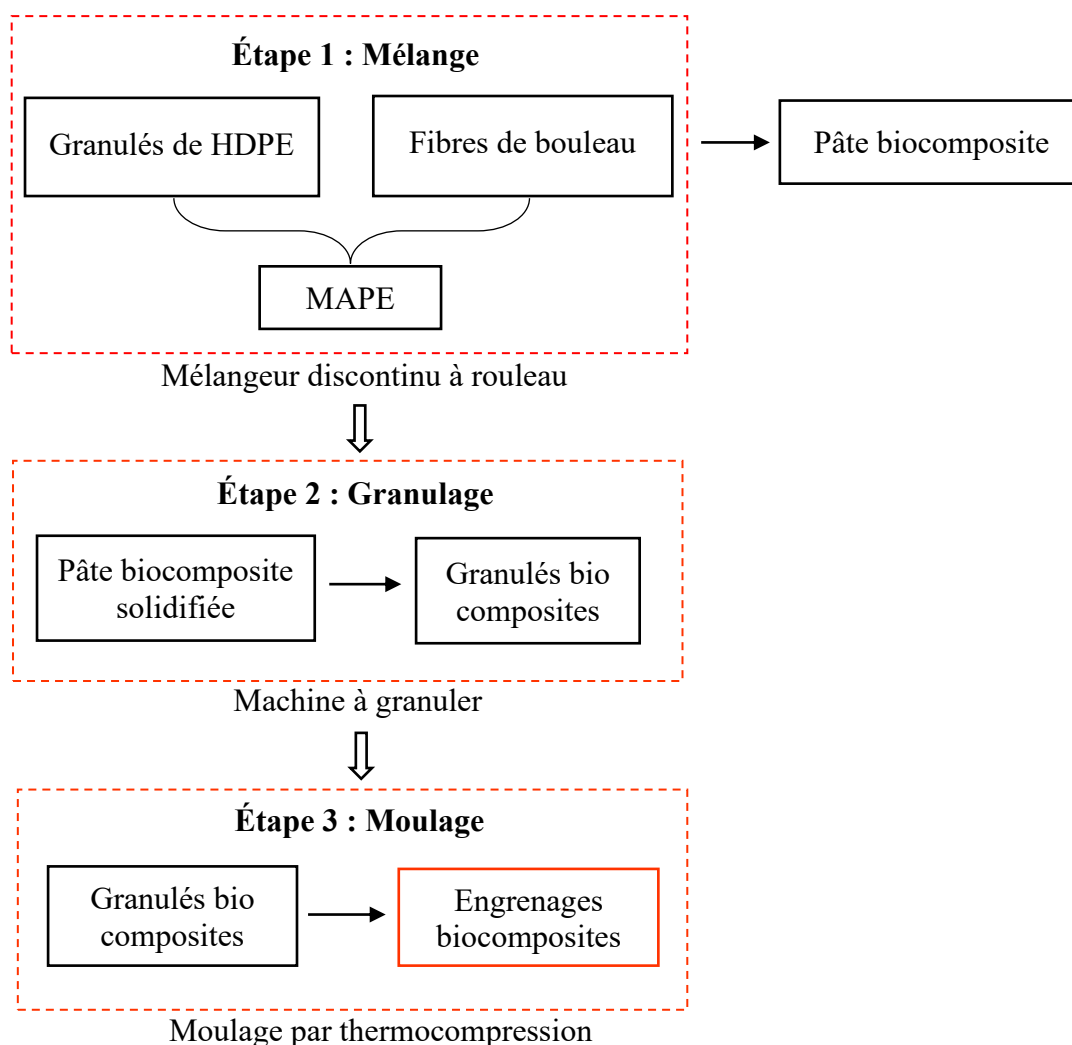 Étape 1 : Mélange
Granulés de HDPE
Fibres de bouleau
Pâte biocomposite
MAPE
Mélangeur discontinu à rouleau
Étape 2 : Granulage
Pâte biocomposite
solidifiée
Granulés bio
composites
Machine à granuler
Étape 3 : Moulage
Granulés bio
composites
Engrenages
biocomposites
Moulage par thermocompression